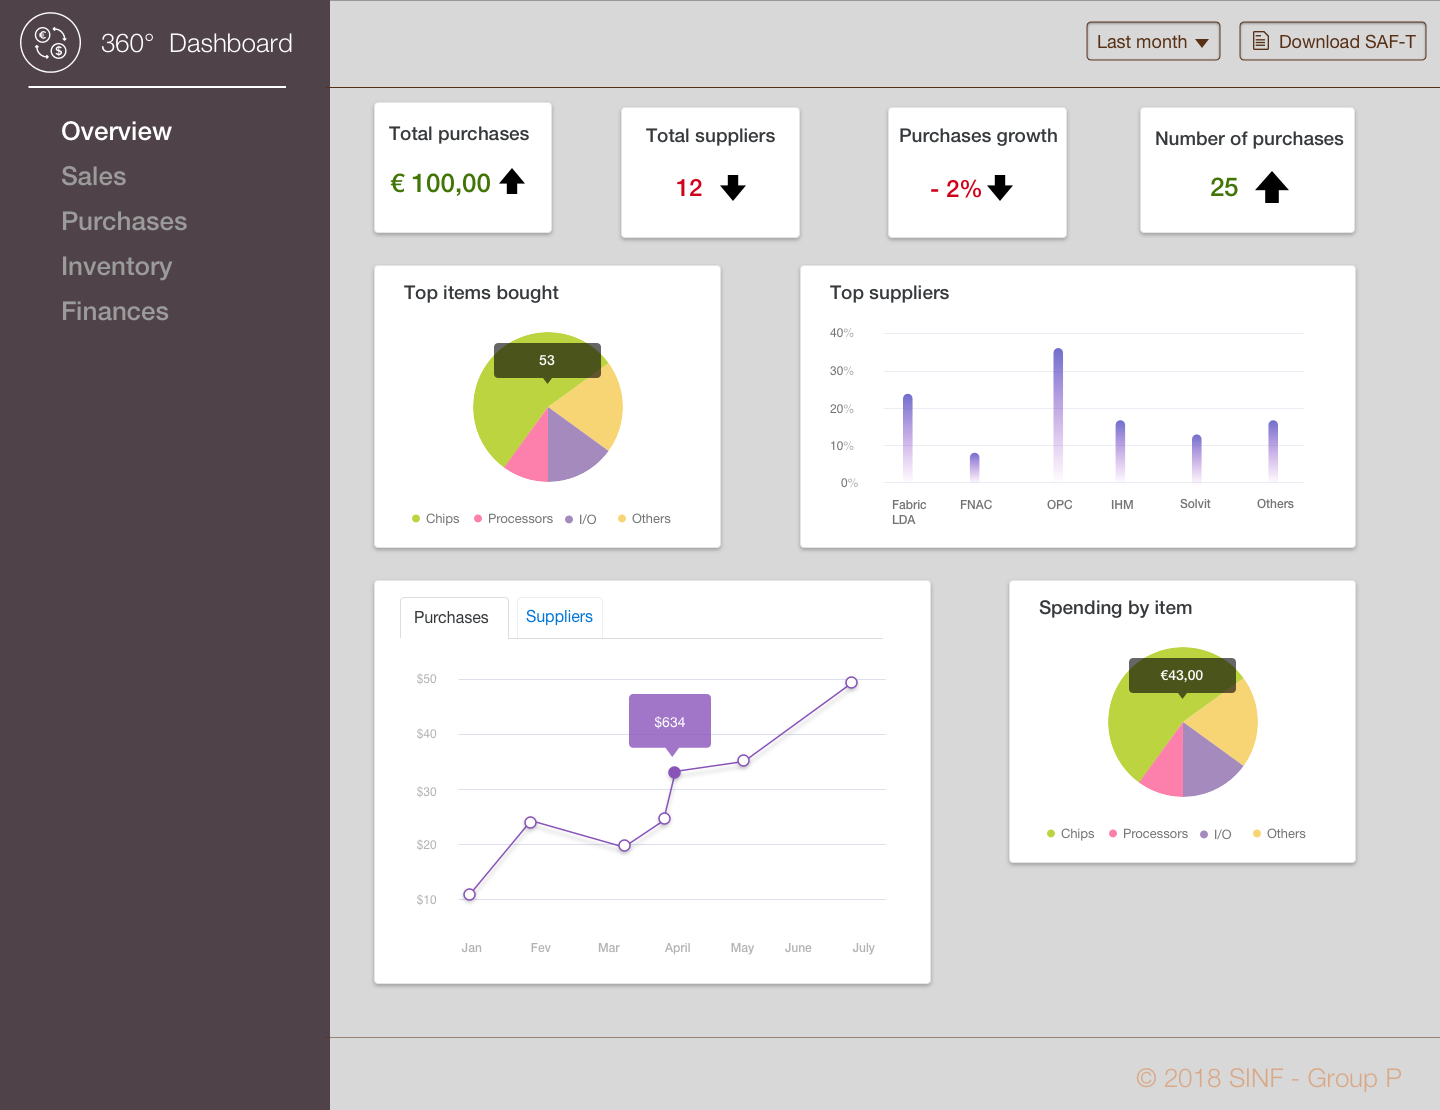 360° Dashboard
Last month
Download SAF-T
Overview
Sales
Purchases
Inventory
Finances
Total purchases
€ 100,00
Total suppliers
12
Purchases growth
- 2%
Number of purchases
25
Top items bought
53
Chips
Processors
I/O
Others
Top suppliers
40%
30%
20%
10%
0%
Fabric
LDA
FNAC
OPC
IHM
Solvit
Others
Purchases
Suppliers
$50
$40
$30
$20
$10
$634
Jan
Fev
Mar
April
May
June
July
Spending by item
€43,00
Chips
Processors
I/O
Others
© 2018 SINF - Group P